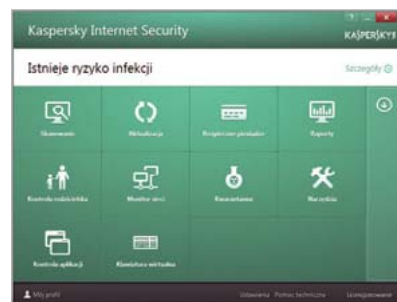 Kaspersky Internet Security
KASPERSKY
Istnieje ryzyko infekcji
Szczegóły
Skanowanie
Aktualizacja
Bezpieczne pieniądze
Raporty
Kontrola rodzicielska
Monitor sieci
Kwarantanna
Narzędzia
Kontrola aplikacji
Klawiatura wirtualna
Mój profil
Ustawienia
Pomoc techniczna
Licencjonowanie